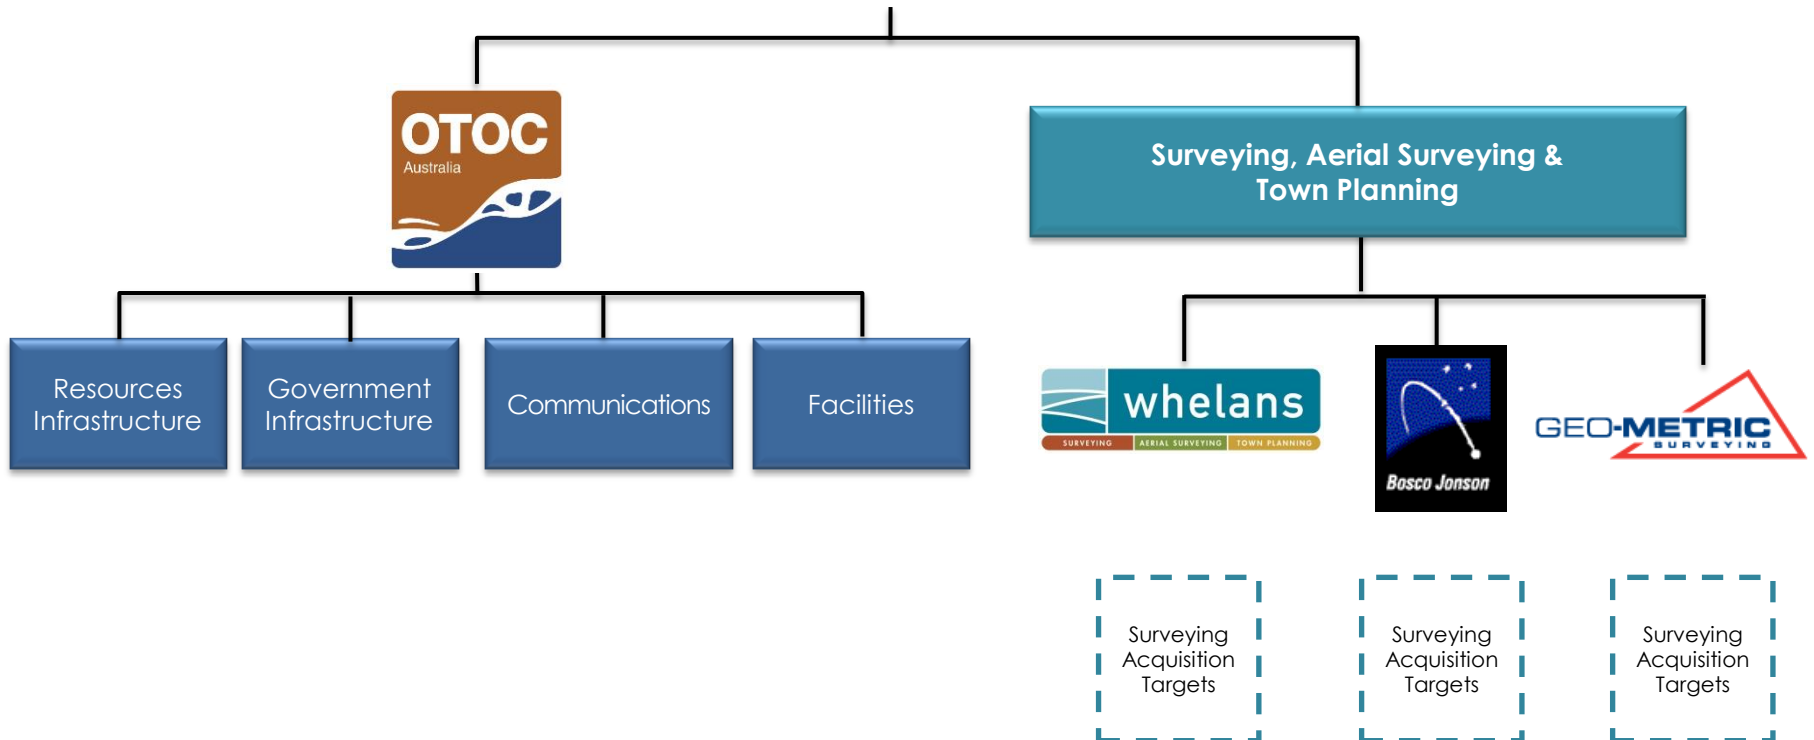 OTOC
Australia
Surveying, Aerial Surveying &
Town Planning
Resources
Infrastructure
Government
Infrastructure
Communications
Facilities
whelans
SURVEYING
AERIAL SURVEYING
TOWN PLANNING
Bosco Jonson
GEO-METRIC
SURVEYING
Surveying
Acquisition
Targets
Surveying
Acquisition
Targets
Surveying
Acquisition
Targets